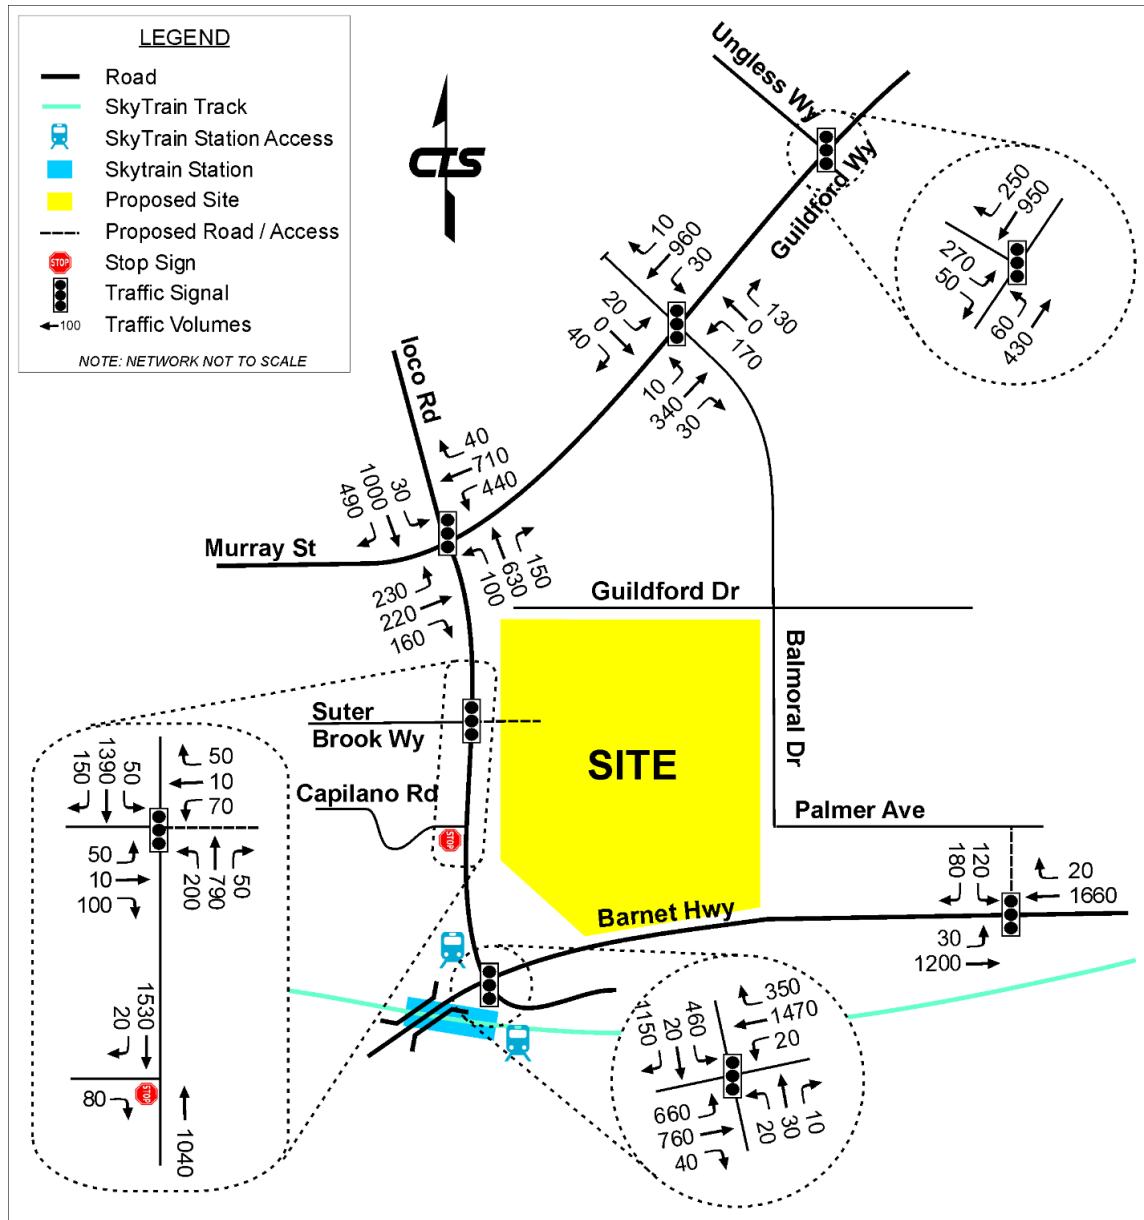 LEGEND
Road
SkyTrain Track
SkyTrain Station Access
Skytrain Station
Proposed Site
Proposed Road / Access
STOP
Stop Sign
Traffic Signal
100
Traffic Volumes
NOTE: NETWORK NOT TO SCALE
CTS
Ungless Wy
Guildford Wy
250
950
270
50
60
430
10
960
30
20
0
40
130
0
170
10
340
30
Ioco Rd
40
710
440
30
1000
490
Murray St
150
630
100
230
220
160
Guildford Dr
Balmoral Dr
Suter
Brook Wy
SITE
Capilano Rd
STOP
Palmer Ave
Barnet Hwy
120
180
20
1660
30
1200
50
1390
150
50
10
70
50
10
100
200
790
50
1530
20
80
STOP
1040
350
1470
20
460
20
1150
660
760
40
20
30
10